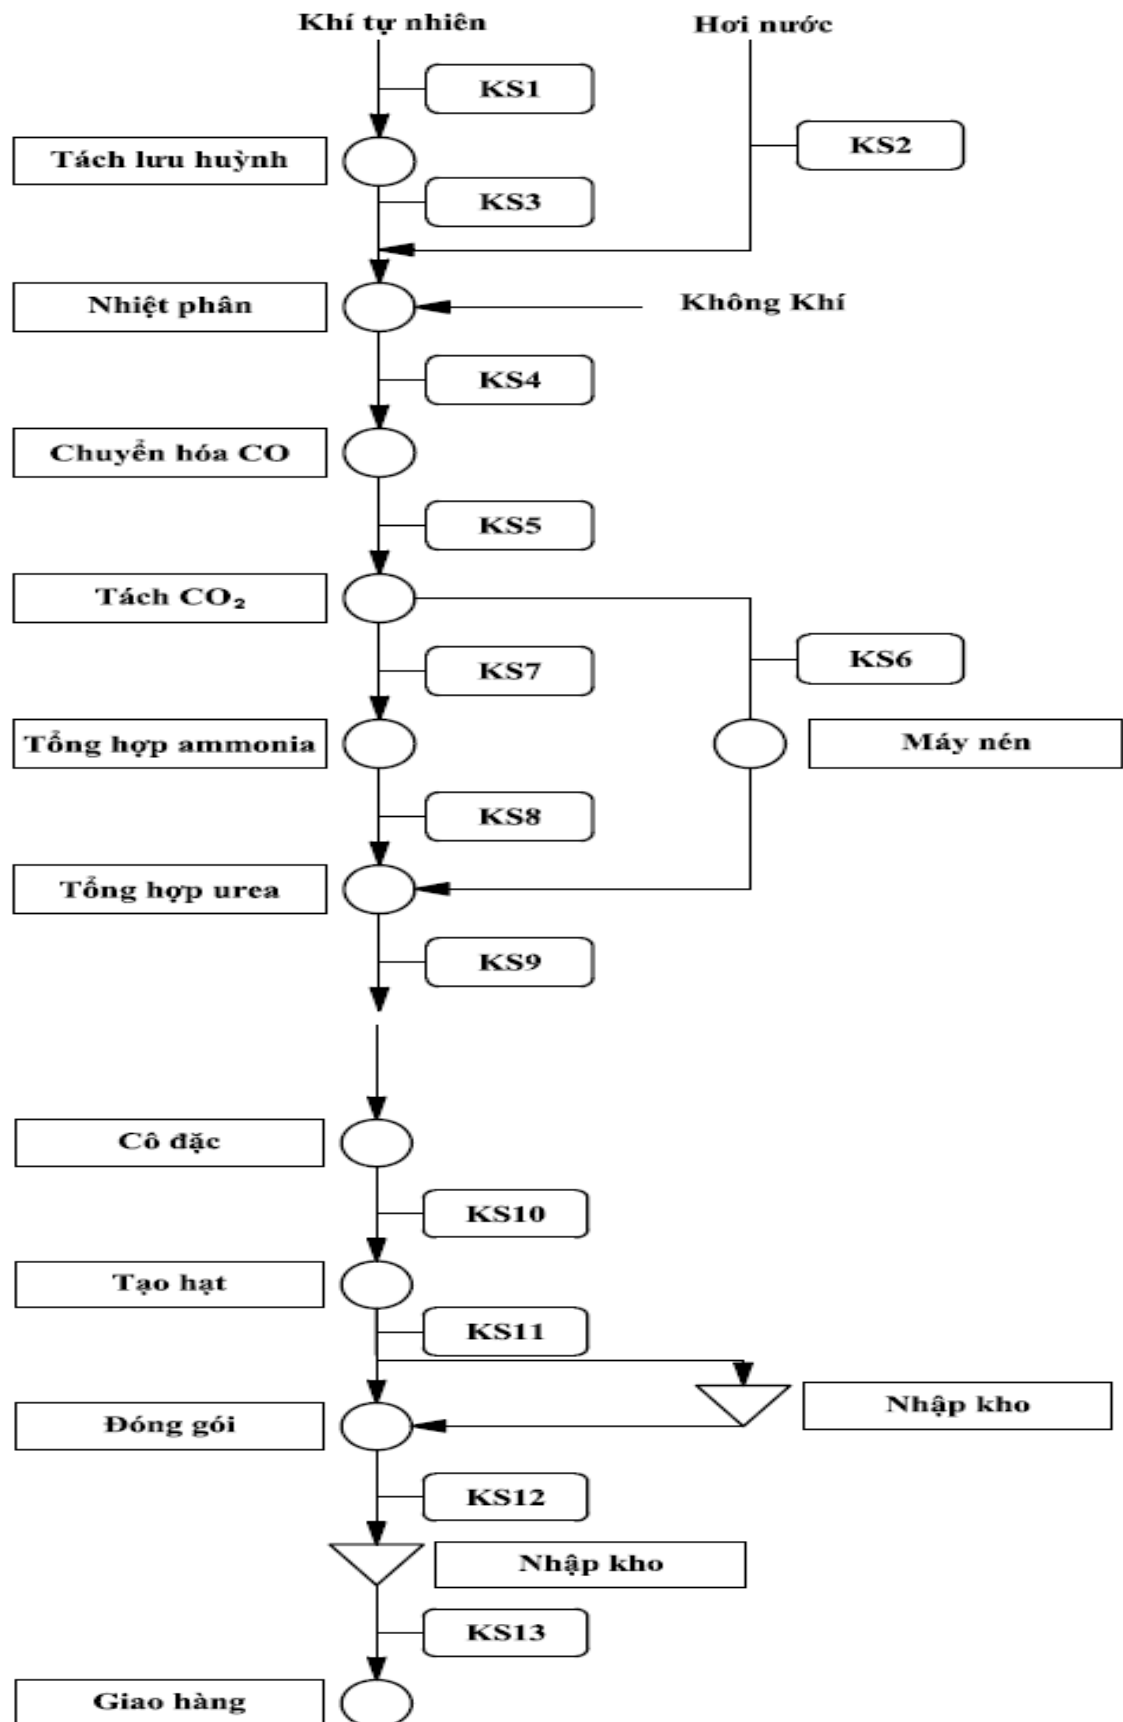 Khí tự nhiên
Hơi nước
KS1
KS2
Tách lưu huỳnh
KS3
Nhiệt phân
Không Khí
KS4
Chuyển hóa CO
KS5
Tách CO₂
KS6
KS7
Tổng hợp ammonia
Máy nén
KS8
Tổng hợp urea
KS9
Cô đặc
KS10
Tạo hạt
KS11
Nhập kho
Đóng gói
KS12
Nhập kho
KS13
Giao hàng